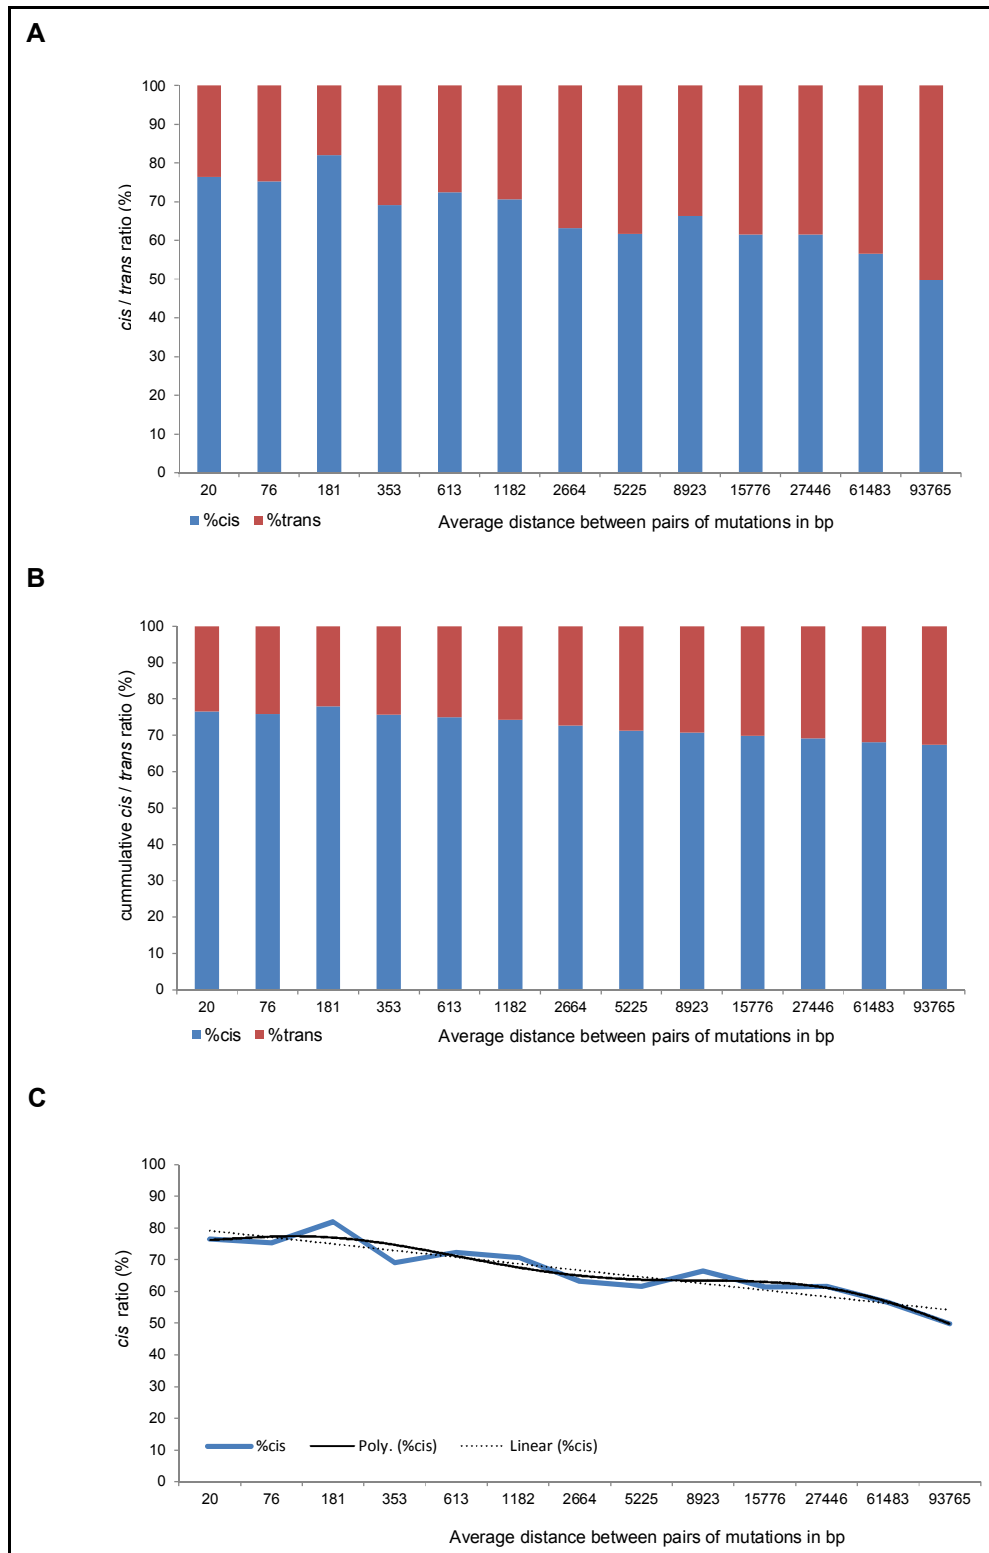 A
100
90
80
70
60
50
40
30
20
10
0
cis / trans ratio (%)
20 76 181 353 613 1182 2664 5225 8923 15776 27446 61483 93765
%cis %trans
Average distance between pairs of mutations in bp
B
100
90
80
70
60
50
40
30
20
10
0
cummulative cis / trans ratio (%)
20 76 181 353 613 1182 2664 5225 8923 15776 27446 61483 93765
%cis %trans
Average distance between pairs of mutations in bp
C
100
90
80
70
60
50
40
30
20
10
0
cis ratio (%)
%cis Poly. (%cis) Linear (%cis)
20 76 181 353 613 1182 2664 5225 8923 15776 27446 61483 93765
Average distance between pairs of mutations in bp